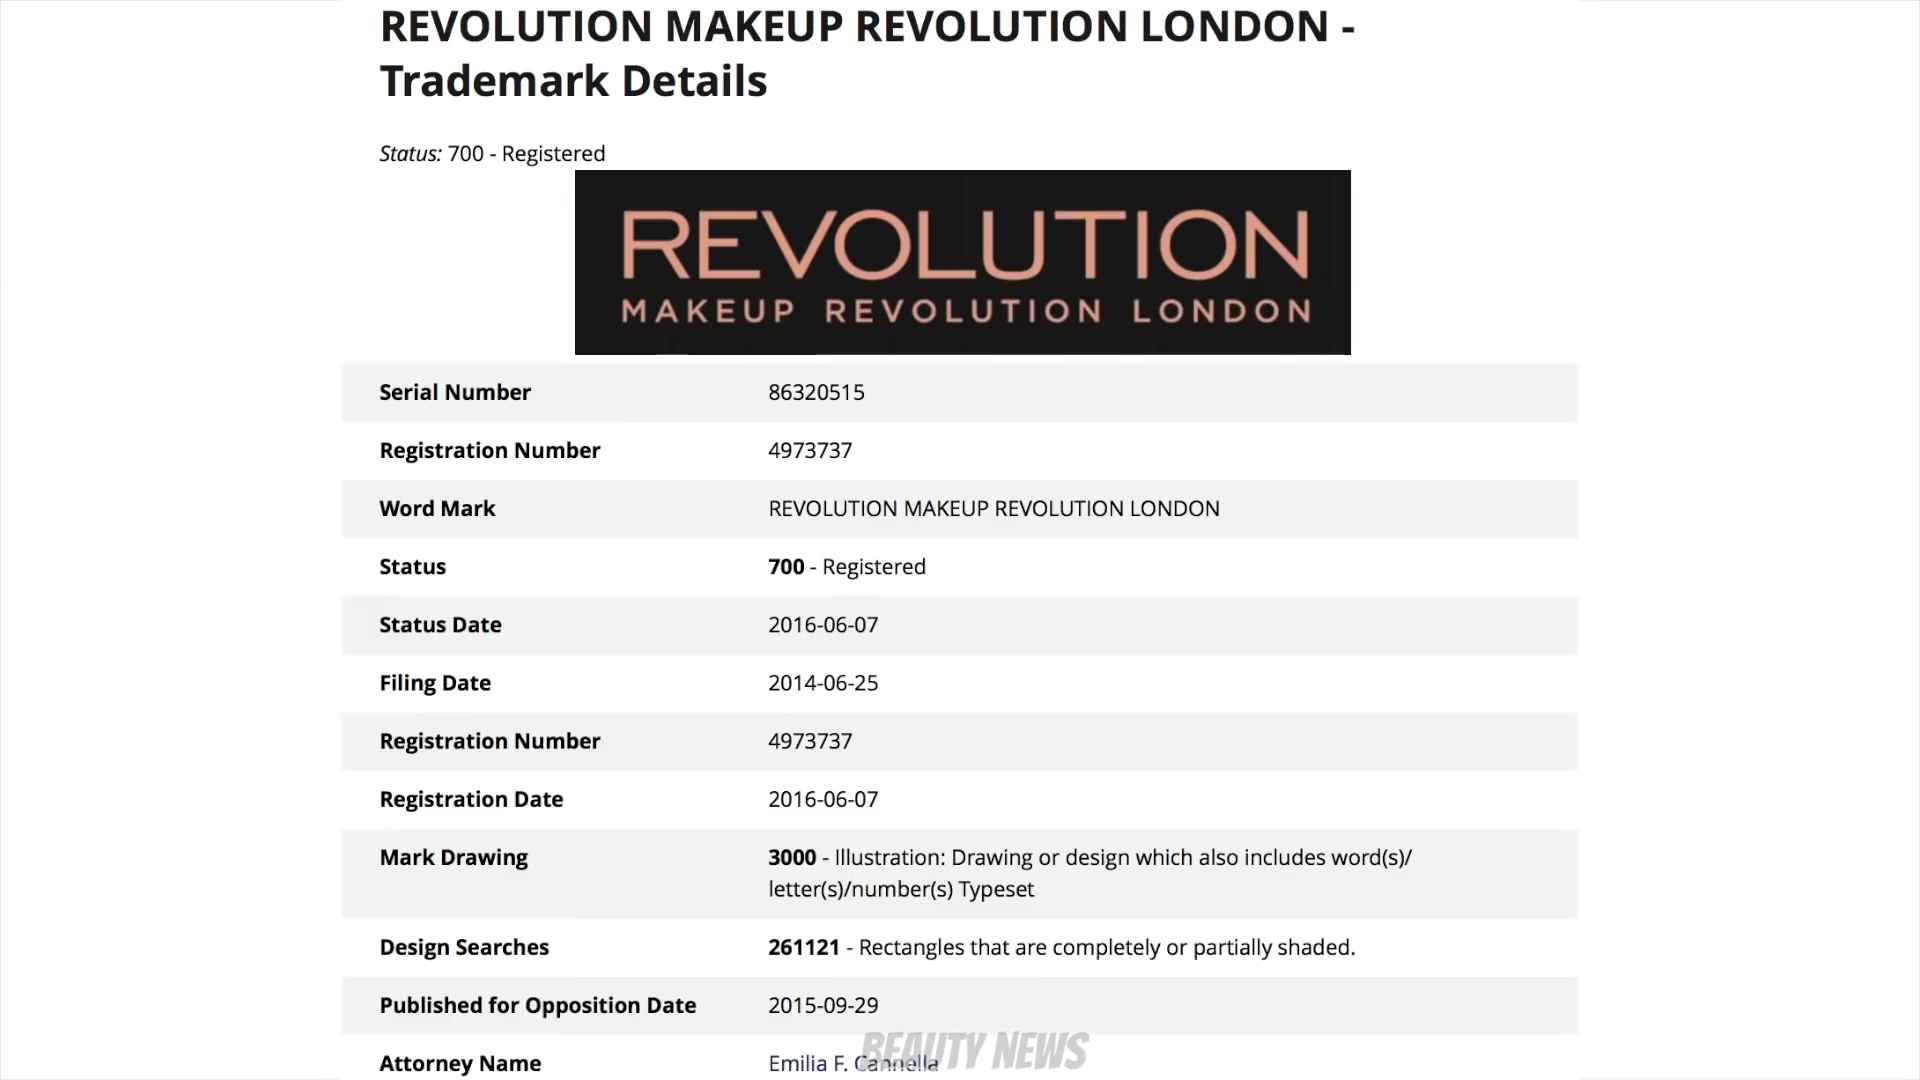 REVOLUTION MAKEUP REVOLUTION LONDON -
Trademark Details
Status: 700 - Registered
REVOLUTION
MAKEUP REVOLUTION LONDON
Serial Number 86320515
Registration Number 4973737
Word Mark REVOLUTION MAKEUP REVOLUTION LONDON
Status 700 - Registered
Status Date 2016-06-07
Filing Date 2014-06-25
Registration Number 4973737
Registration Date 2016-06-07
Mark Drawing 3000 - Illustration: Drawing or design which also includes word(s)/
letter(s)/number(s) Typeset
Design Searches 261121 - Rectangles that are completely or partially shaded.
Published for Opposition Date 2015-09-29
Attorney Name Emilia F. Cannella
BEAUTY NEWS